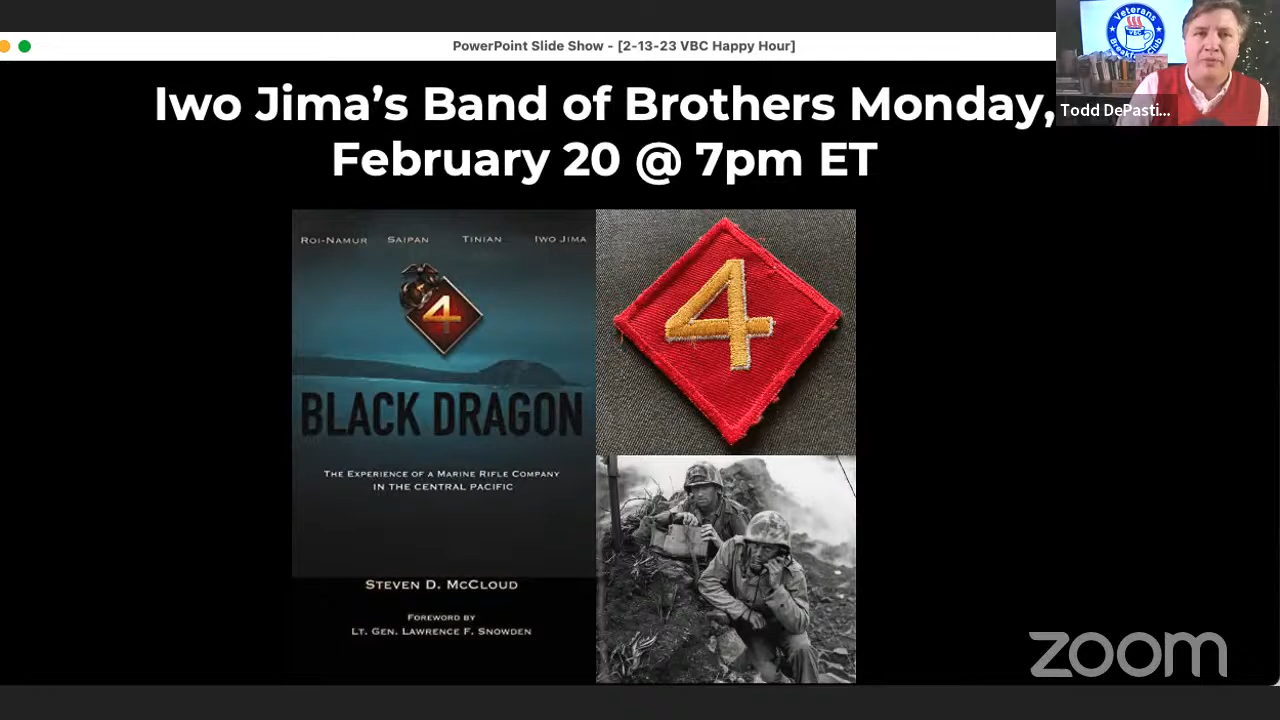 PowerPoint Slide Show - [2-13-23 VBC Happy Hour]
Veterans
VBC
Breakfast Club
Todd DePasti...
Iwo Jima’s Band of Brothers Monday,
February 20 @ 7pm ET
ROI-NAMUR SAIPAN TINIAN IWO JIMA
4
BLACK DRAGON
THE EXPERIENCE OF A MARINE RIFLE COMPANY
IN THE CENTRAL PACIFIC
STEVEN D. MCCLOUD
FOREWORD BY
LT. GEN. LAWRENCE F. SNOWDEN
4
zoom